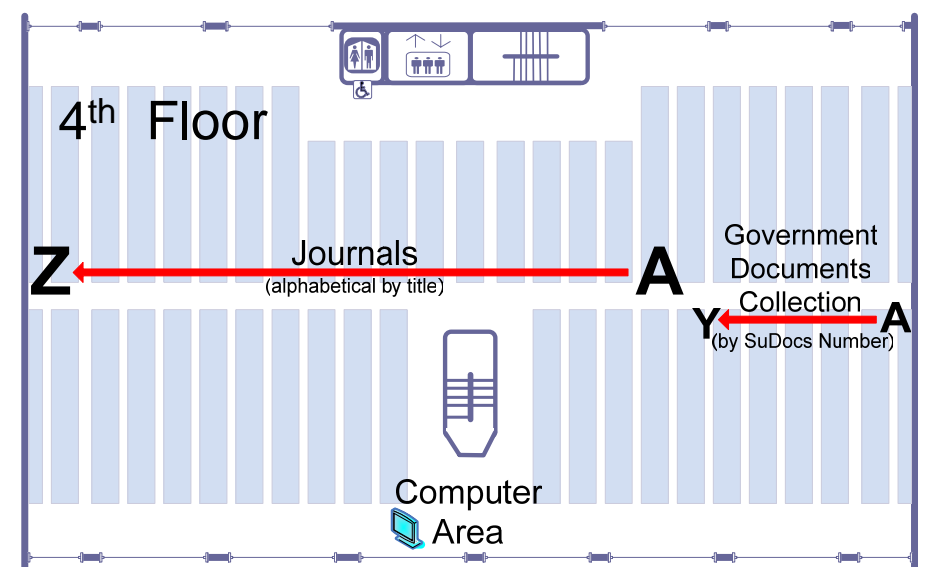 4th Floor
Government
Documents
Collection
Journals
(alphabetical by title)
Z
A
Y
A
(by SuDocs Number)
Computer
Area